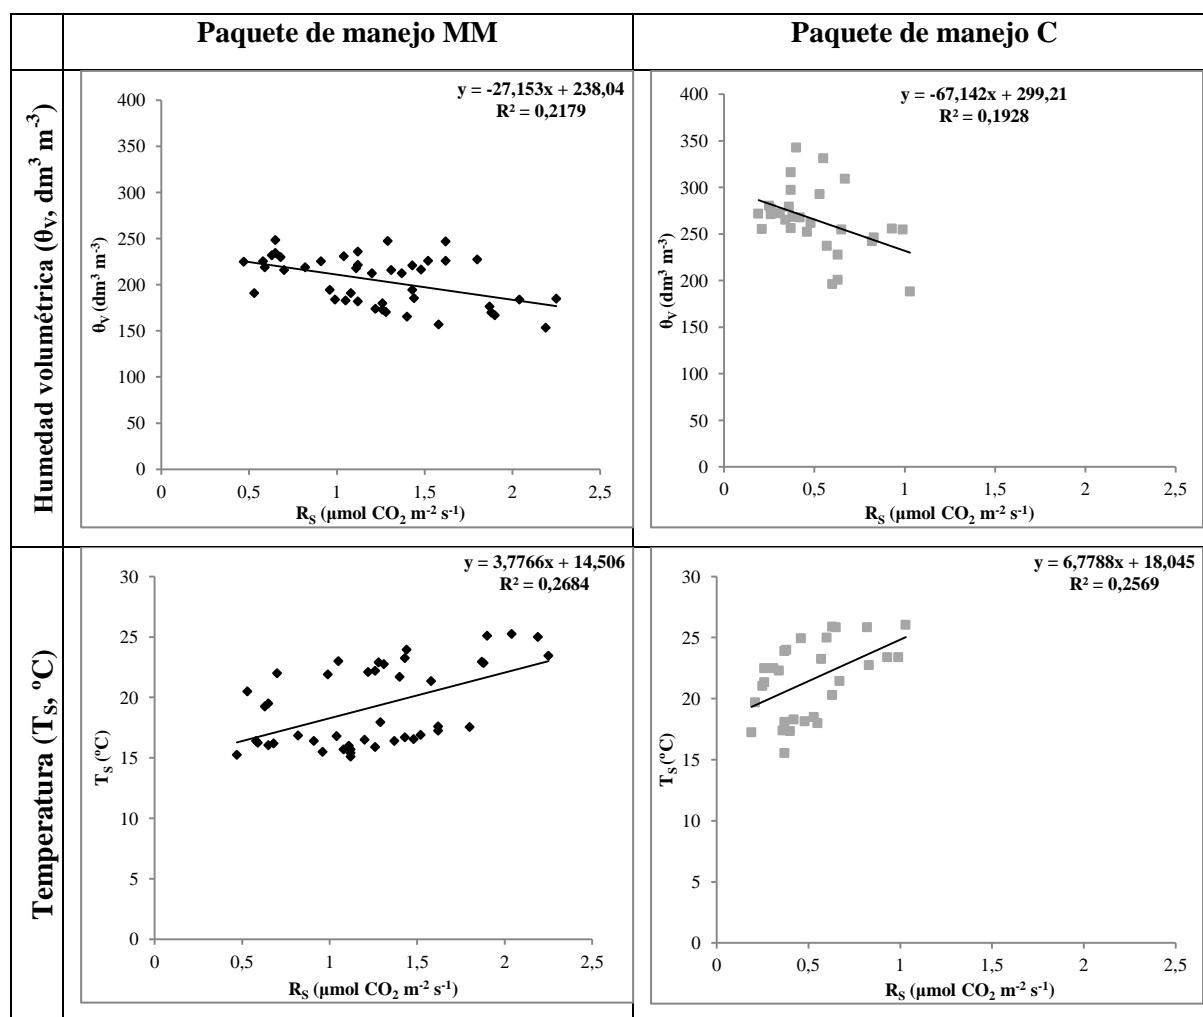 Paquete de manejo MM
Paquete de manejo C
Humedad volumétrica (θV, dm3 m-3)
y = -27,153x + 238,04
R² = 0,2179
400
350
300
250
200
150
100
50
0
θV (dm3 m-3)
0 0,5 1 1,5 2 2,5
RS (µmol CO2 m-2 s-1)
y = -67,142x + 299,21
R² = 0,1928
400
350
300
250
200
150
100
50
0
θV (dm3 m-3)
0 0,5 1 1,5 2 2,5
RS (µmol CO2 m-2 s-1)
Temperatura (TS, ºC)
y = 3,7766x + 14,506
R² = 0,2684
30
25
20
15
10
5
0
TS (ºC)
0 0,5 1 1,5 2 2,5
RS (µmol CO2 m-2 s-1)
y = 6,7788x + 18,045
R² = 0,2569
30
25
20
15
10
5
0
TS (ºC)
0 0,5 1 1,5 2 2,5
RS (µmol CO2 m-2 s-1)